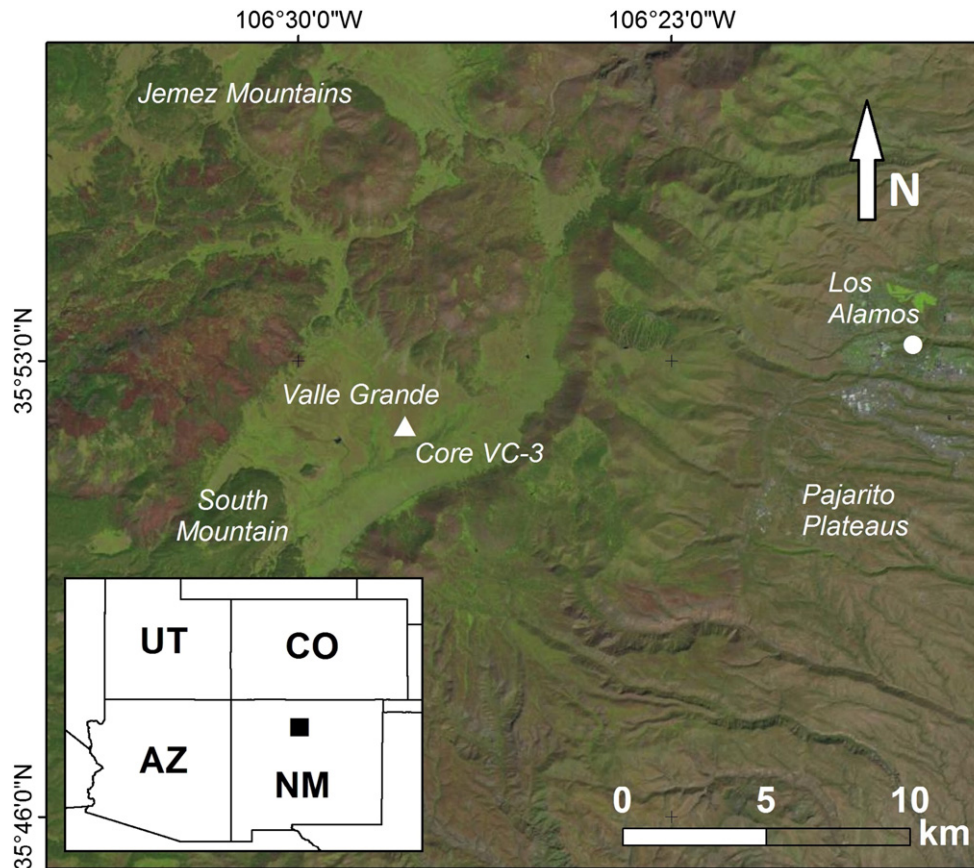 106°30'0"W
106°23'0"W
Jemez Mountains
N
Los
Alamos
35°53'0"N
Valle Grande
Core VC-3
South
Mountain
Pajarito
Plateaus
UT
CO
AZ
NM
35°46'0"N
0
5
10
km